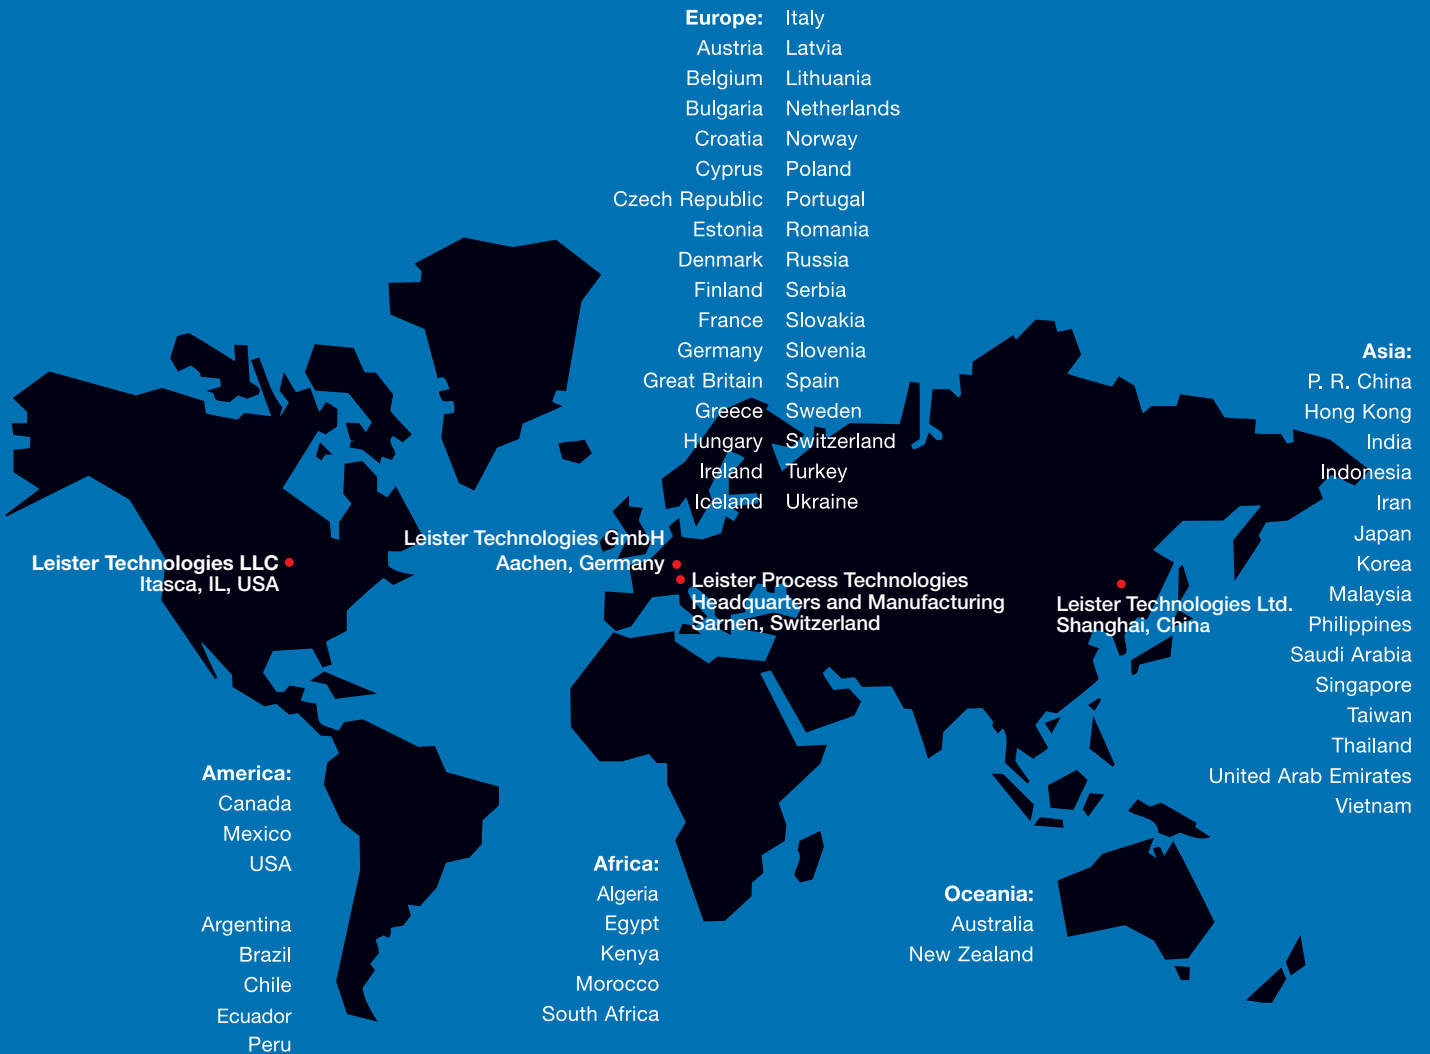 Europe:
Austria
Belgium
Bulgaria
Croatia
Cyprus
Czech Republic
Estonia
Denmark
Finland
France
Germany
Great Britain
Greece
Hungary
Ireland
Iceland
Italy
Latvia
Lithuania
Netherlands
Norway
Poland
Portugal
Romania
Russia
Serbia
Slovakia
Slovenia
Spain
Sweden
Switzerland
Turkey
Ukraine
Asia:
P. R. China
Hong Kong
India
Indonesia
Iran
Japan
Korea
Malaysia
Philippines
Saudi Arabia
Singapore
Taiwan
Thailand
United Arab Emirates
Vietnam
Leister Technologies LLC
Itasca, IL, USA
Leister Technologies GmbH
Aachen, Germany
Leister Process Technologies
Headquarters and Manufacturing
Sarnen, Switzerland
Leister Technologies Ltd.
Shanghai, China
America:
Canada
Mexico
USA
Argentina
Brazil
Chile
Ecuador
Peru
Africa:
Algeria
Egypt
Kenya
Morocco
South Africa
Oceania:
Australia
New Zealand